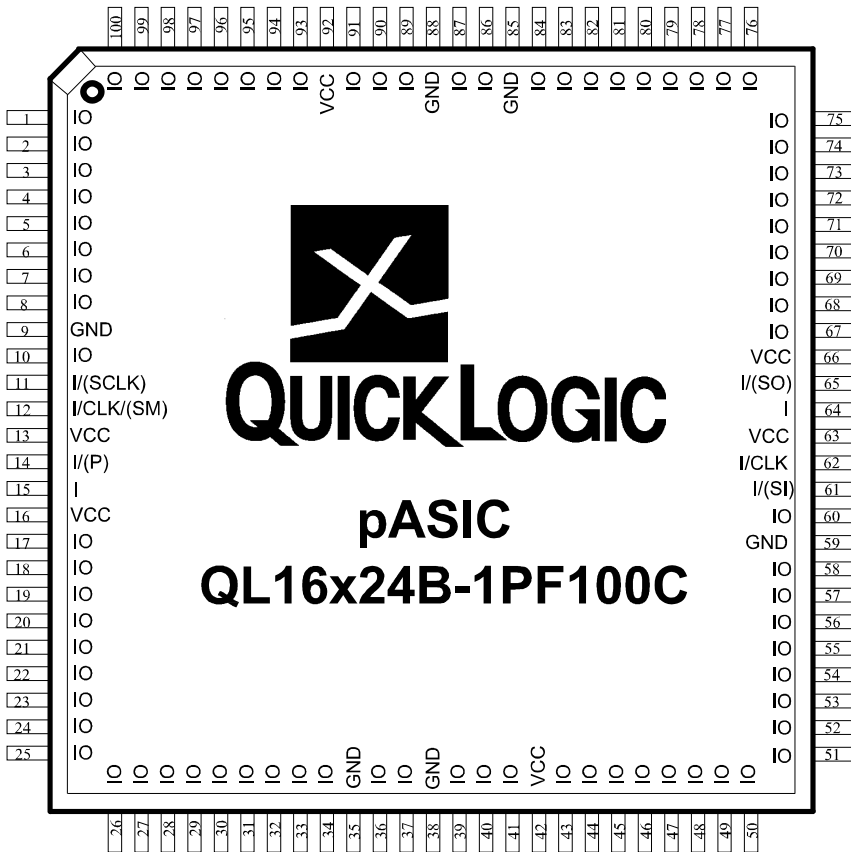 100 99 98 97 96 95 94 93 92 91 90 89 88 87 86 85 84 83 82 81 80 79 78 77 76
IO IO IO IO IO IO IO IO VCC IO IO IO GND IO IO GND IO IO IO IO IO IO IO IO IO
1 IO IO 75
2 IO IO 74
3 IO IO 73
4 IO IO 72
5 IO IO 71
6 IO IO 70
7 IO IO 69
8 IO IO 68
9 GND IO 67
10 IO VCC 66
11 I/(SCLK) I/(SO) 65
12 I/CLK/(SM) I 64
13 VCC VCC 63
14 I/(P) I/CLK 62
15 I I/(SI) 61
16 VCC IO 60
17 IO GND 59
18 IO IO 58
19 IO IO 57
20 IO IO 56
21 IO IO 55
22 IO IO 54
23 IO IO 53
24 IO IO 52
25 IO IO 51
QUICKLOGIC
pASIC
QL16x24B-1PF100C
IO IO IO IO IO IO IO IO IO GND IO IO GND IO IO IO VCC IO IO IO IO IO IO IO IO
26 27 28 29 30 31 32 33 34 35 36 37 38 39 40 41 42 43 44 45 46 47 48 49 50